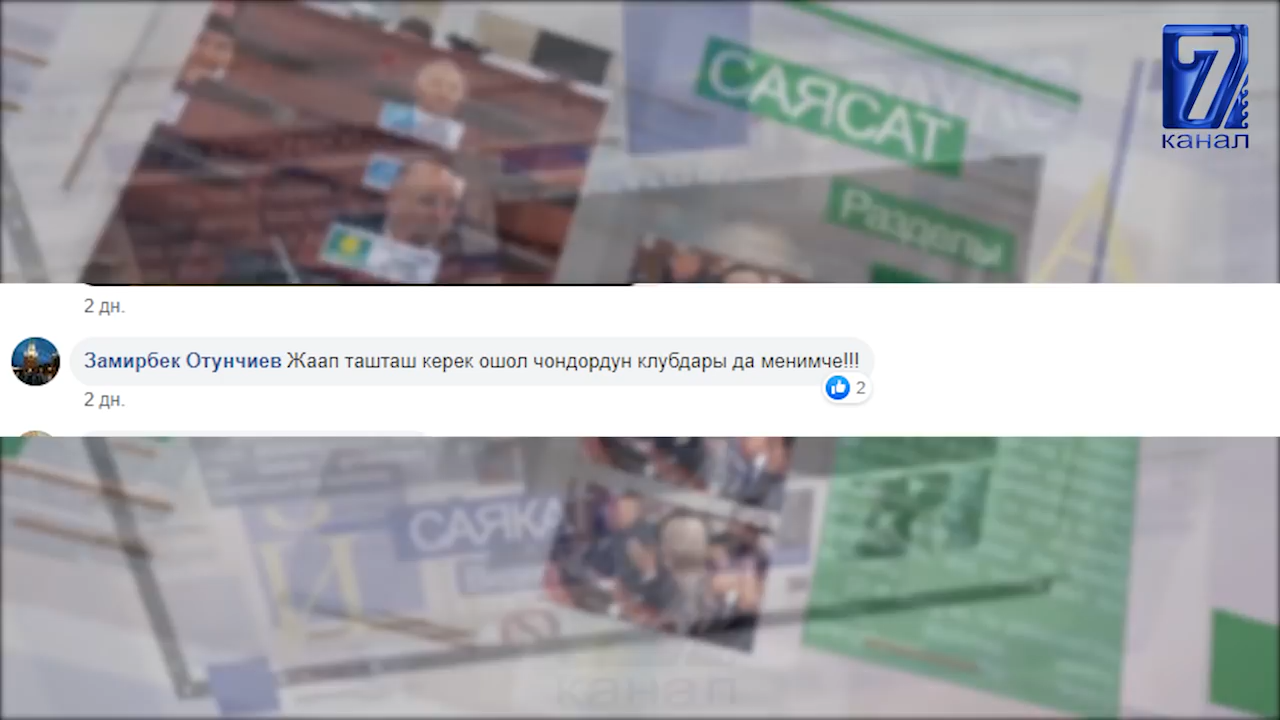 САЯСАТ
7
канал
Разделы
2 дн.
Замирбек Отунчиев Жаап ташташ керек ошол чондордун клубдары да менимче!!!
2
2 дн.
САЯКА
канал